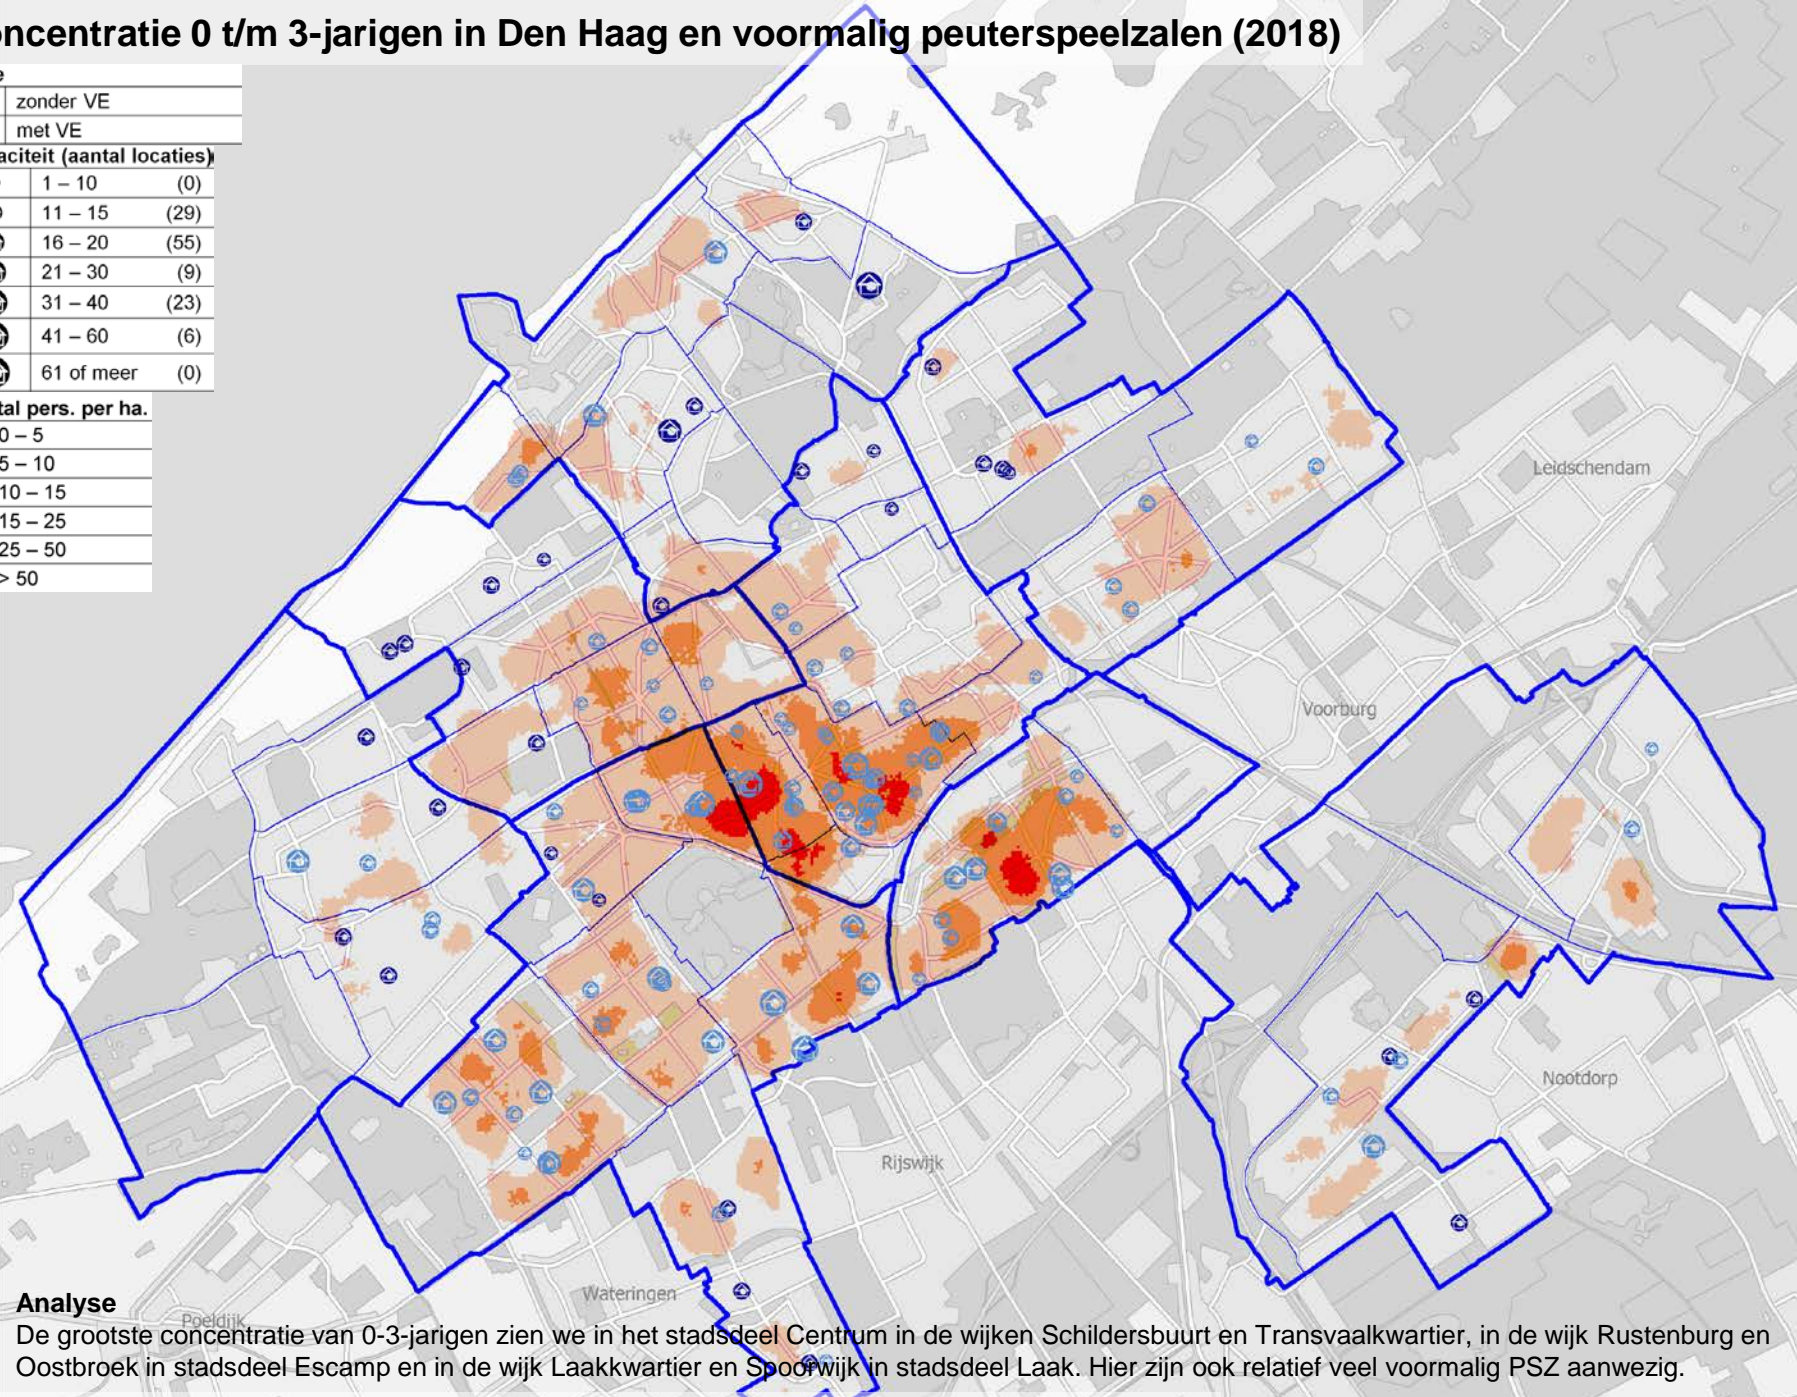 ncentratie 0 t/m 3-jarigen in Den Haag en voormalig peuterspeelzalen (2018)
e
zonder VE
met VE
aciteit (aantal locaties)
1 – 10 (0)
11 – 15 (29)
16 – 20 (55)
21 – 30 (9)
31 – 40 (23)
41 – 60 (6)
61 of meer (0)
tal pers. per ha.
0 – 5
5 – 10
10 – 15
15 – 25
25 – 50
> 50
Leidschendam
Voorburg
Nootdorp
Rijswijk
Wateringen
Poeldijk
Analyse
De grootste concentratie van 0-3-jarigen zien we in het stadsdeel Centrum in de wijken Schildersbuurt en Transvaalkwartier, in de wijk Rustenburg en
Oostbroek in stadsdeel Escamp en in de wijk Laakkwartier en Spoorwijk in stadsdeel Laak. Hier zijn ook relatief veel voormalig PSZ aanwezig.